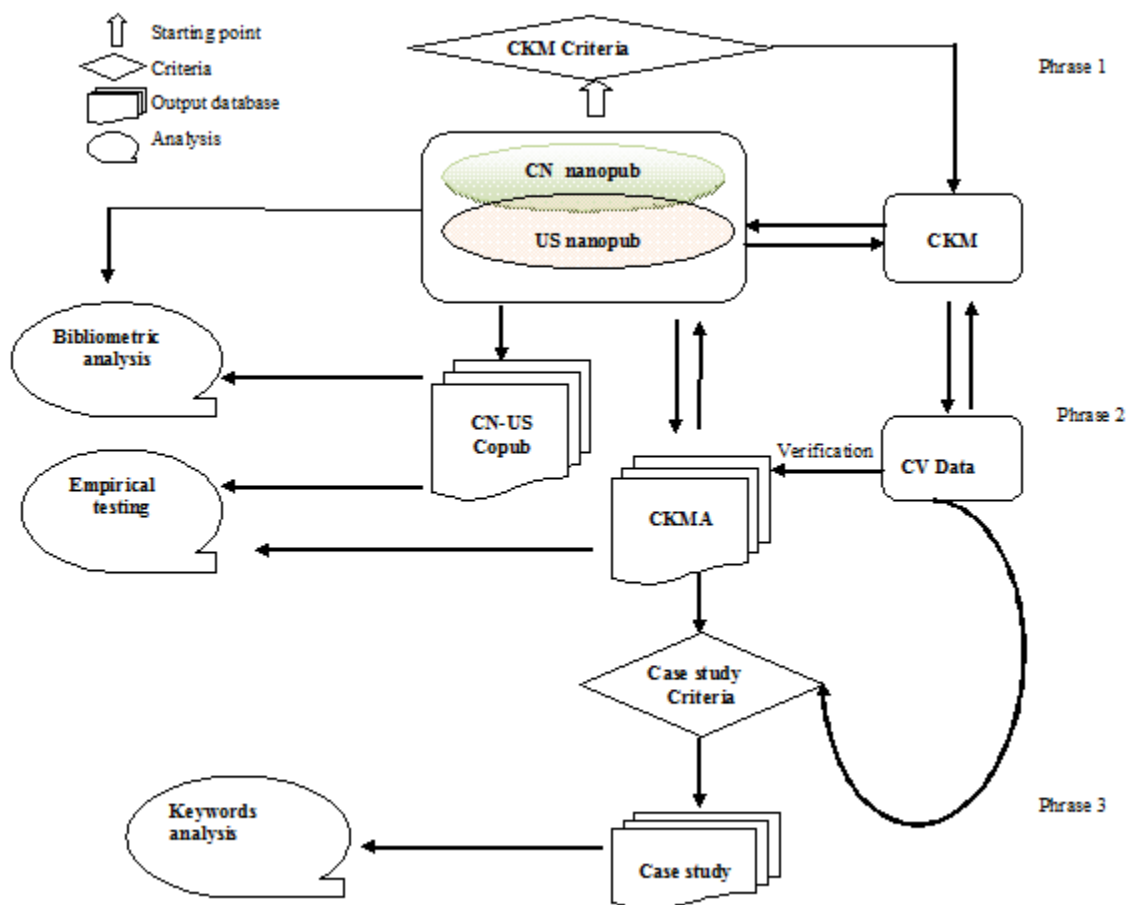 Starting point
Criteria
Output database
Analysis
CKM Criteria
Phrase 1
CN nanopub
US nanopub
CKM
Bibliometric
analysis
CN-US
Copub
Phrase 2
Verification
CV Data
Empirical
testing
CKMA
Case study
Criteria
Phrase 3
Keywords
analysis
Case study